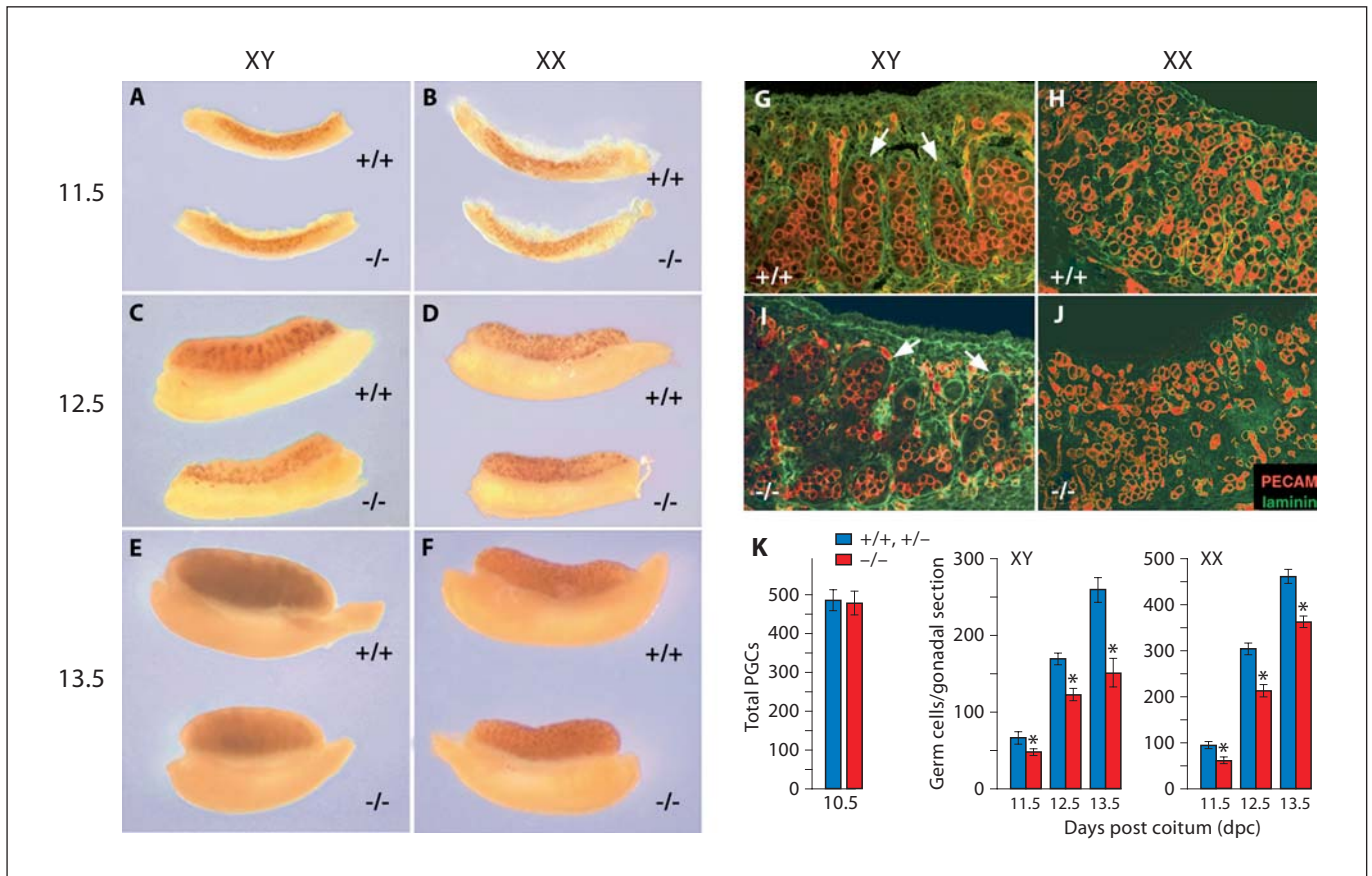 XY
XX
XY
XX
11.5
12.5
13.5
A
+/+
-/-
B
+/+
-/-
C
+/+
-/-
D
+/+
-/-
E
+/+
-/-
F
+/+
-/-
G
+/+
H
+/+
I
-/-
J
-/-
PECAM
laminin
K
+/+, +/–
–/–
Total PGCs
500
400
300
200
100
0
10.5
Germ cells/gonadal section
XY
300
200
100
0
*
*
*
11.5 12.5 13.5
XX
500
400
300
200
100
0
*
*
*
11.5 12.5 13.5
Days post coitum (dpc)